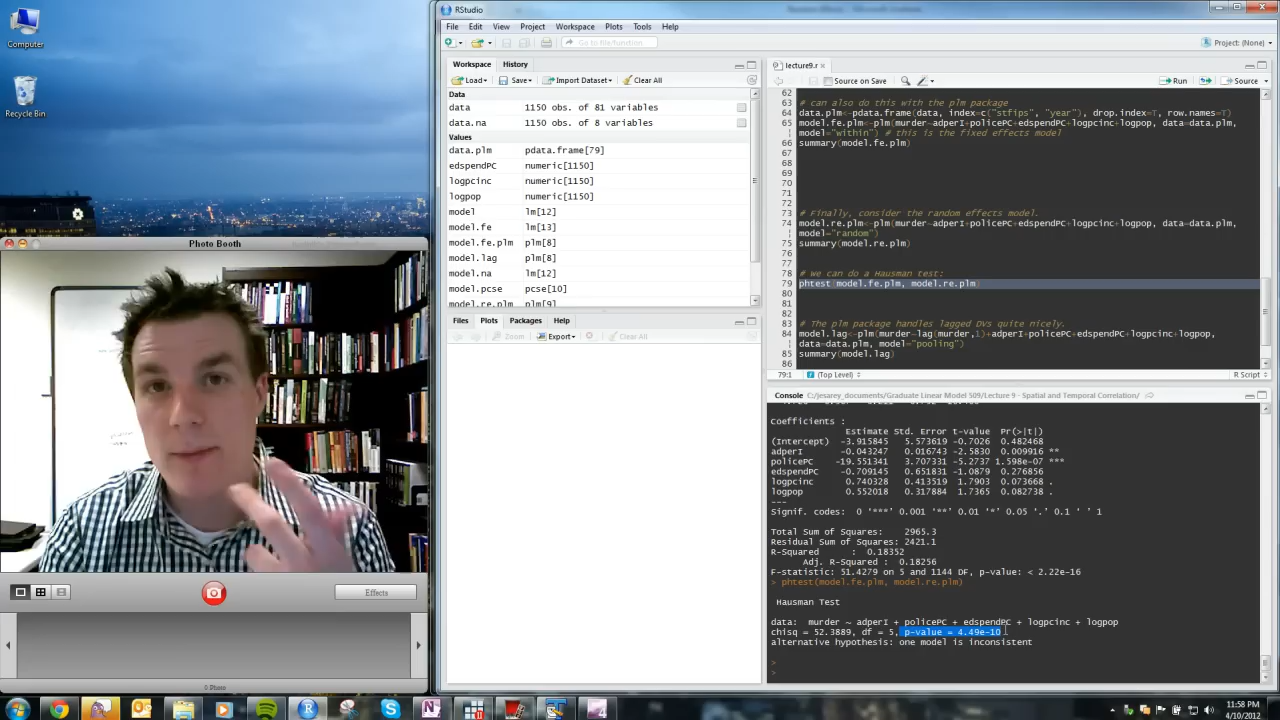 Computer
Recycle Bin
Photo Booth
Effects
RStudio
File Edit View Project Workspace Plots Tools Help
Go to file/function
Project: (None)
Workspace History
Load Save Import Dataset Clear All
Data
data 1150 obs. of 81 variables
data.na 1150 obs. of 8 variables
Values
data.plm pdata.frame[79]
edspendPC numeric[1150]
logpcinc numeric[1150]
logpop numeric[1150]
model lm[12]
model.fe lm[13]
model.fe.plm plm[8]
model.lag plm[8]
model.na lm[12]
model.pcse pcse[10]
model.re.plm plm[9]
Files Plots Packages Help
Zoom Export Clear All
lecture9.r
Source on Save Run Source
62
63 # can also do this with the plm package
64 data.plm<-pdata.frame(data, index=c("stfips", "year"), drop.index=T, row.names=T)
65 model.fe.plm<-plm(murder~adperI+policePC+edspendPC+logpcinc+logpop, data=data.plm,
model="within") # this is the fixed effects model
66 summary(model.fe.plm)
67
68
69
70
71
72
73 # Finally, consider the random effects model.
74 model.re.plm<-plm(murder~adperI+policePC+edspendPC+logpcinc+logpop, data=data.plm,
model="random")
75 summary(model.re.plm)
76
77
78 # We can do a Hausman test:
79 phtest(model.fe.plm, model.re.plm)
80
81
82
83 # The plm package handles lagged DVs quite nicely.
84 model.lag<-plm(murder~lag(murder,1)+adperI+policePC+edspendPC+logpcinc+logpop,
data=data.plm, model="pooling")
85 summary(model.lag)
86
79:1 (Top Level) R Script
Console C:/jesarey_documents/Graduate Linear Model 509/Lecture 9 - Spatial and Temporal Correlation/
Coefficients :
Estimate Std. Error t-value Pr(>|t|)
(Intercept) -3.915845 5.573619 -0.7026 0.482468
adperI -0.043247 0.016743 -2.5830 0.009916 **
policePC -19.551341 3.707331 -5.2737 1.598e-07 ***
edspendPC -0.709145 0.651831 -1.0879 0.276856
logpcinc 0.740328 0.413519 1.7903 0.073668 .
logpop 0.552018 0.317884 1.7365 0.082738 .
---
Signif. codes: 0 ‘***’ 0.001 ‘**’ 0.01 ‘*’ 0.05 ‘.’ 0.1 ‘ ’ 1
Total Sum of Squares: 2965.3
Residual Sum of Squares: 2421.1
R-Squared : 0.18352
Adj. R-Squared : 0.18256
F-statistic: 51.4279 on 5 and 1144 DF, p-value: < 2.22e-16
> phtest(model.fe.plm, model.re.plm)
Hausman Test
data: murder ~ adperI + policePC + edspendPC + logpcinc + logpop
chisq = 52.3889, df = 5, p-value = 4.49e-10
alternative hypothesis: one model is inconsistent
>
>
11:58 PM
4/10/2012